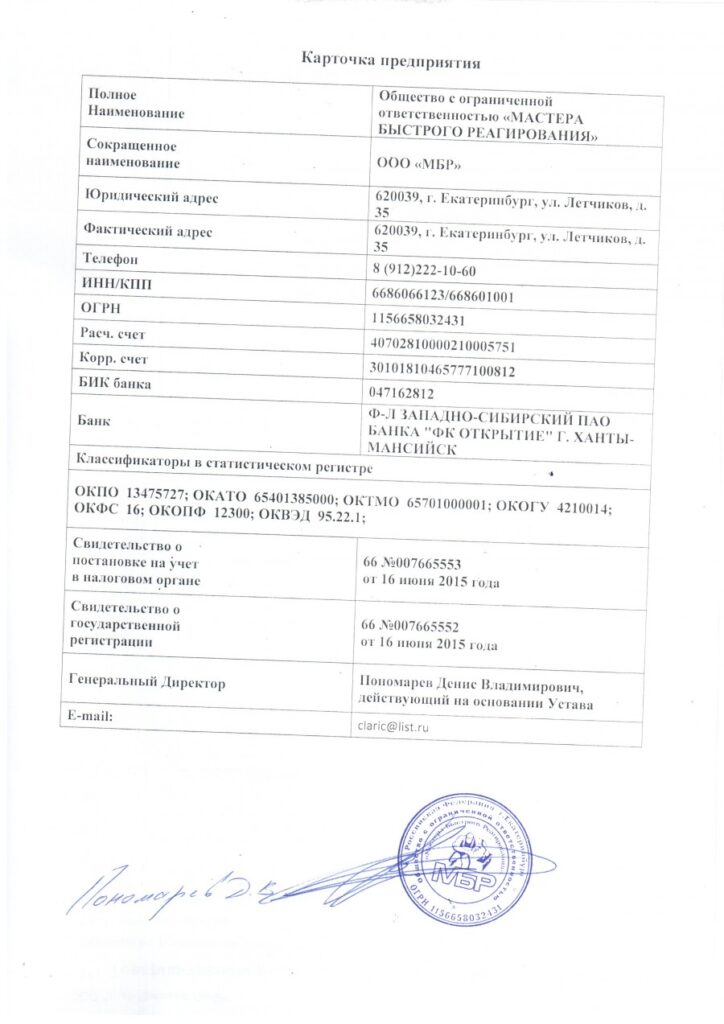 Карточка предприятия
Полное
Наименование
Общество с ограниченной
ответственностью «МАСТЕРА
БЫСТРОГО РЕАГИРОВАНИЯ»
Сокращенное
наименование
ООО «МБР»
Юридический адрес
620039, г. Екатеринбург, ул. Летчиков, д.
35
Фактический адрес
620039, г. Екатеринбург, ул. Летчиков, д.
35
Телефон
8 (912)222-10-60
ИНН/КПП
6686066123/668601001
ОГРН
1156658032431
Расч. счет
40702810000210005751
Корр. счет
30101810465777100812
БИК банка
047162812
Банк
Ф-Л ЗАПАДНО-СИБИРСКИЙ ПАО
БАНКА "ФК ОТКРЫТИЕ" Г. ХАНТЫ-
МАНСИЙСК
Классификаторы в статистическом регистре
ОКПО 13475727; ОКАТО 65401385000; ОКТМО 65701000001; ОКОГУ 4210014;
ОКФС 16; ОКОПФ 12300; ОКВЭД 95.22.1;
Свидетельство о
постановке на учет
в налоговом органе
66 №007665553
от 16 июня 2015 года
Свидетельство о
государственной
регистрации
66 №007665552
от 16 июня 2015 года
Генеральный Директор
Пономарев Денис Владимирович,
действующий на основании Устава
E-mail:
claric@list.ru
Пономарев Д.В
Российская Федерация г.Екатеринбург
общество с ограниченной ответственностью
Мастера Быстрого Реагирования
МБР
ОГРН 1156658032431